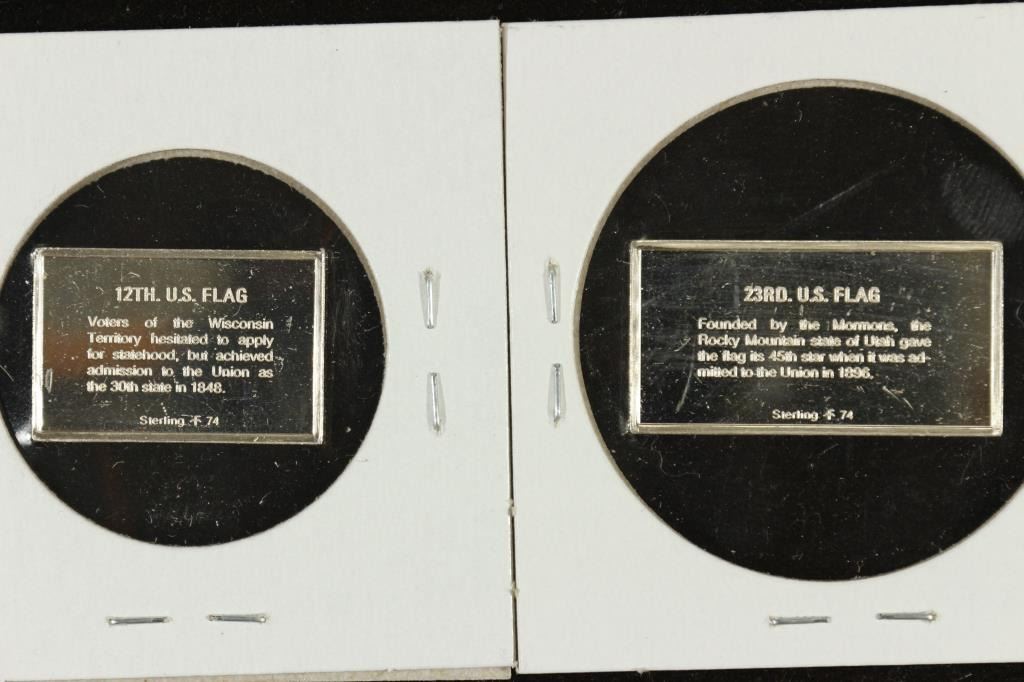 12TH. U.S. FLAG
Voters of the Wisconsin
Territory hesitated to apply
for statehood, but achieved
admission to the Union as
the 30th state in 1848.
Sterling 74
23RD. U.S. FLAG
Founded by the Mormons, the
Rocky Mountain state of Utah gave
the flag its 45th star when it was ad-
mitted to the Union in 1896.
Sterling 74